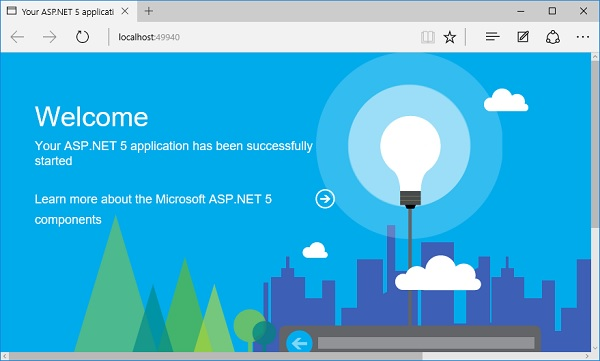 Your ASP.NET 5 applicati
localhost:49940
Welcome
Your ASP.NET 5 application has been successfully
started
Learn more about the Microsoft ASP.NET 5
components